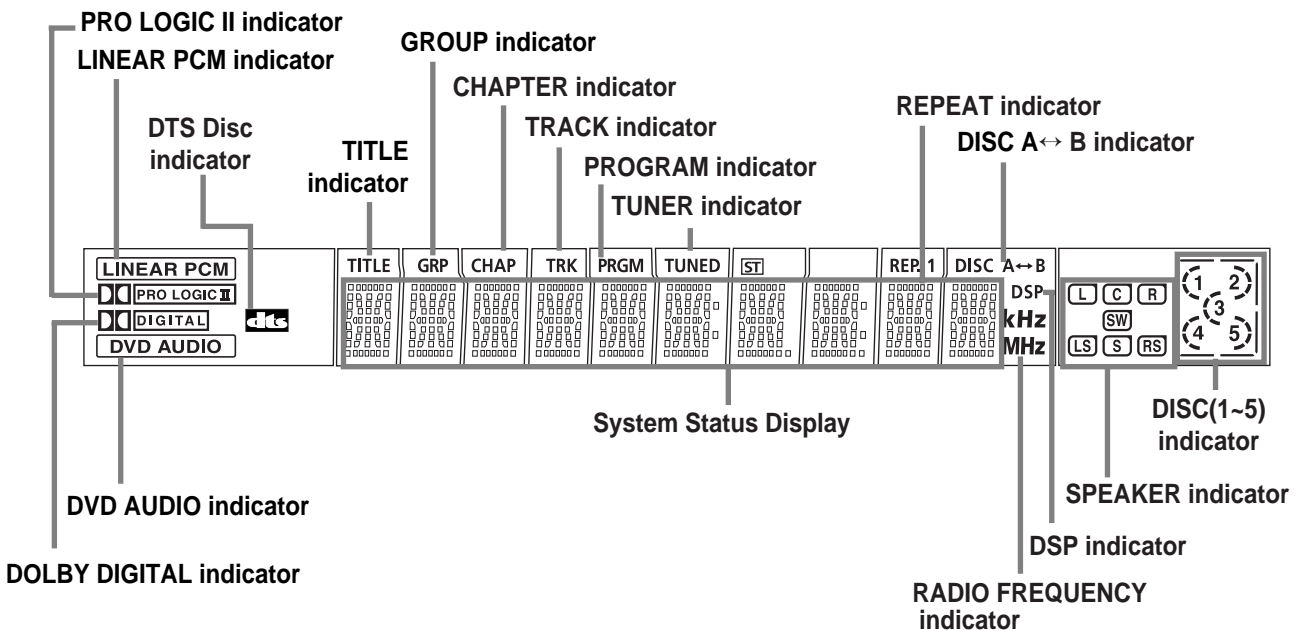 PRO LOGIC II indicator
LINEAR PCM indicator
GROUP indicator
CHAPTER indicator
REPEAT indicator
DTS Disc
indicator
TITLE
indicator
TRACK indicator
DISC A↔ B indicator
PROGRAM indicator
TUNER indicator
LINEAR PCM
PRO LOGIC II
DIGITAL
dts
DVD AUDIO
TITLE GRP CHAP TRK PRGM TUNED ST REP. 1 DISC A↔B
DSP
kHz
MHz
L C R
SW
LS S RS
1 2
3
4 5
System Status Display
DISC(1~5)
indicator
SPEAKER indicator
DVD AUDIO indicator
DSP indicator
DOLBY DIGITAL indicator
RADIO FREQUENCY
indicator